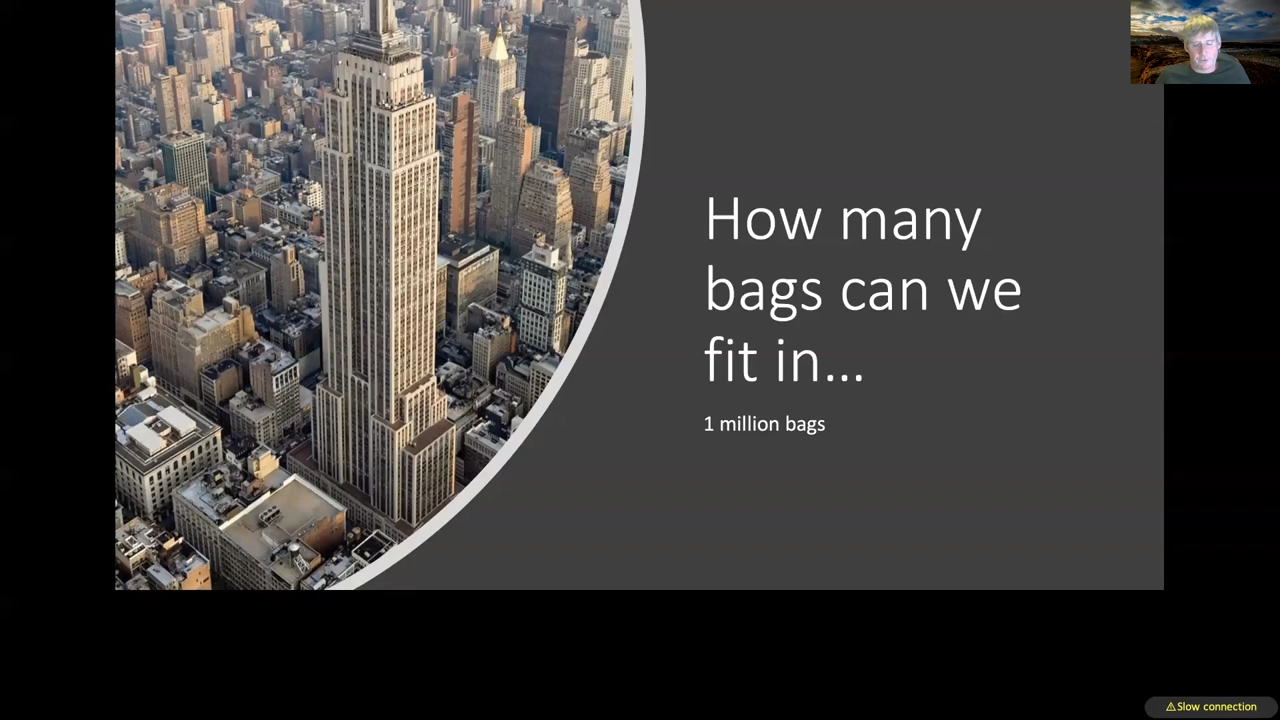 How many
bags can we
fit in...
1 million bags
⚠Slow connection